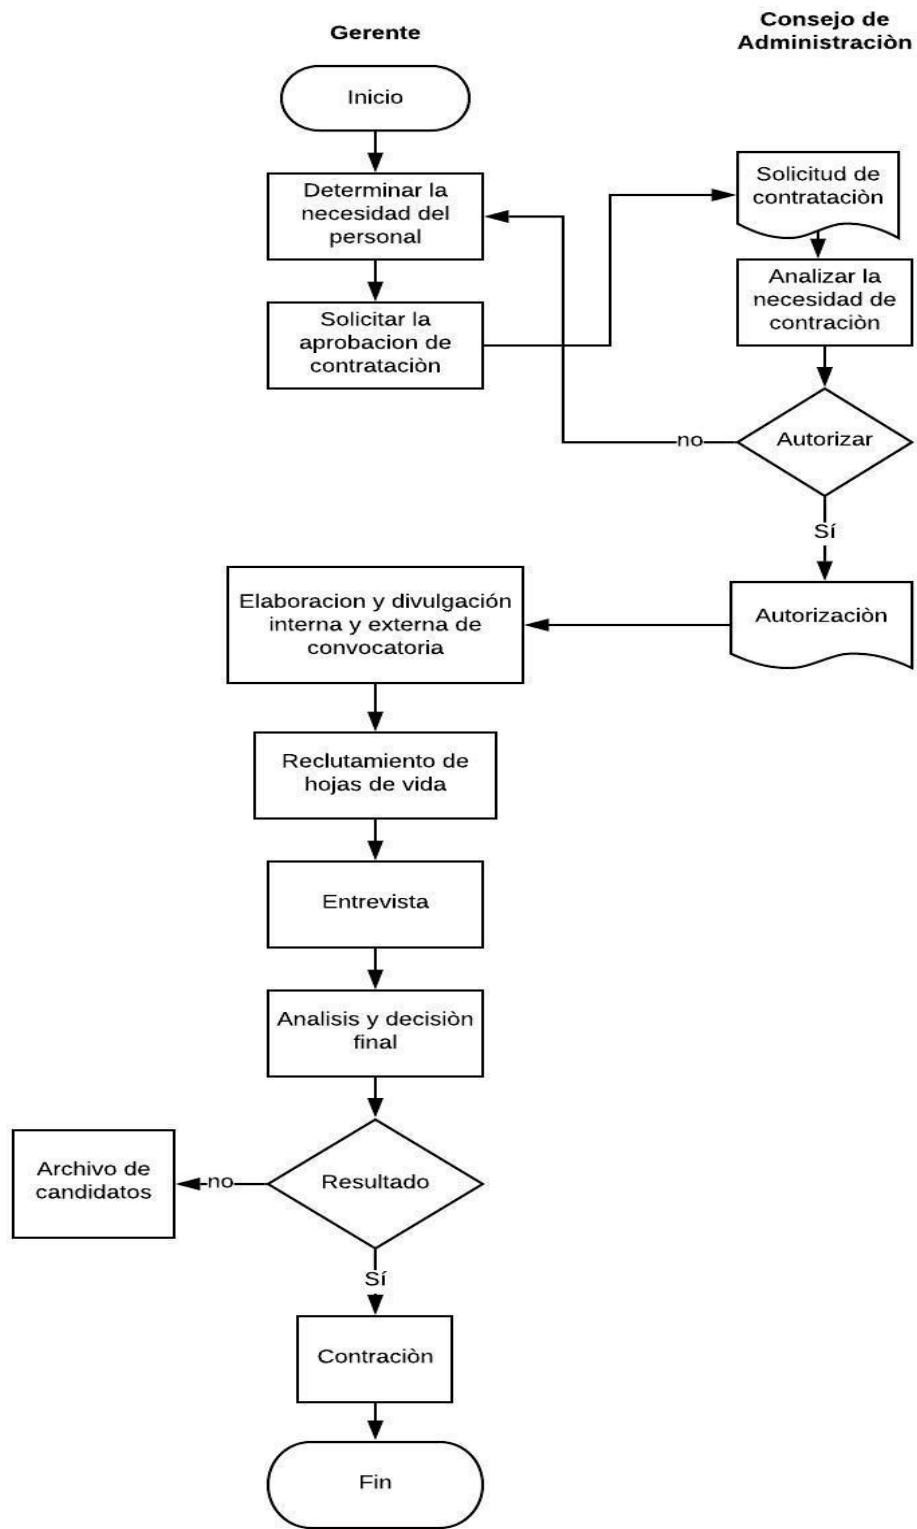 Gerente
Consejo de
Administraciòn
Inicio
Determinar la
necesidad del
personal
Solicitud de
contrataciòn
Solicitar la
aprobacion de
contrataciòn
Analizar la
necesidad de
contraciòn
no
Autorizar
Sí
Autorizaciòn
Elaboracion y divulgación
interna y externa de
convocatoria
Reclutamiento de
hojas de vida
Entrevista
Analisis y decisiòn
final
Resultado
no
Archivo de
candidatos
Sí
Contraciòn
Fin